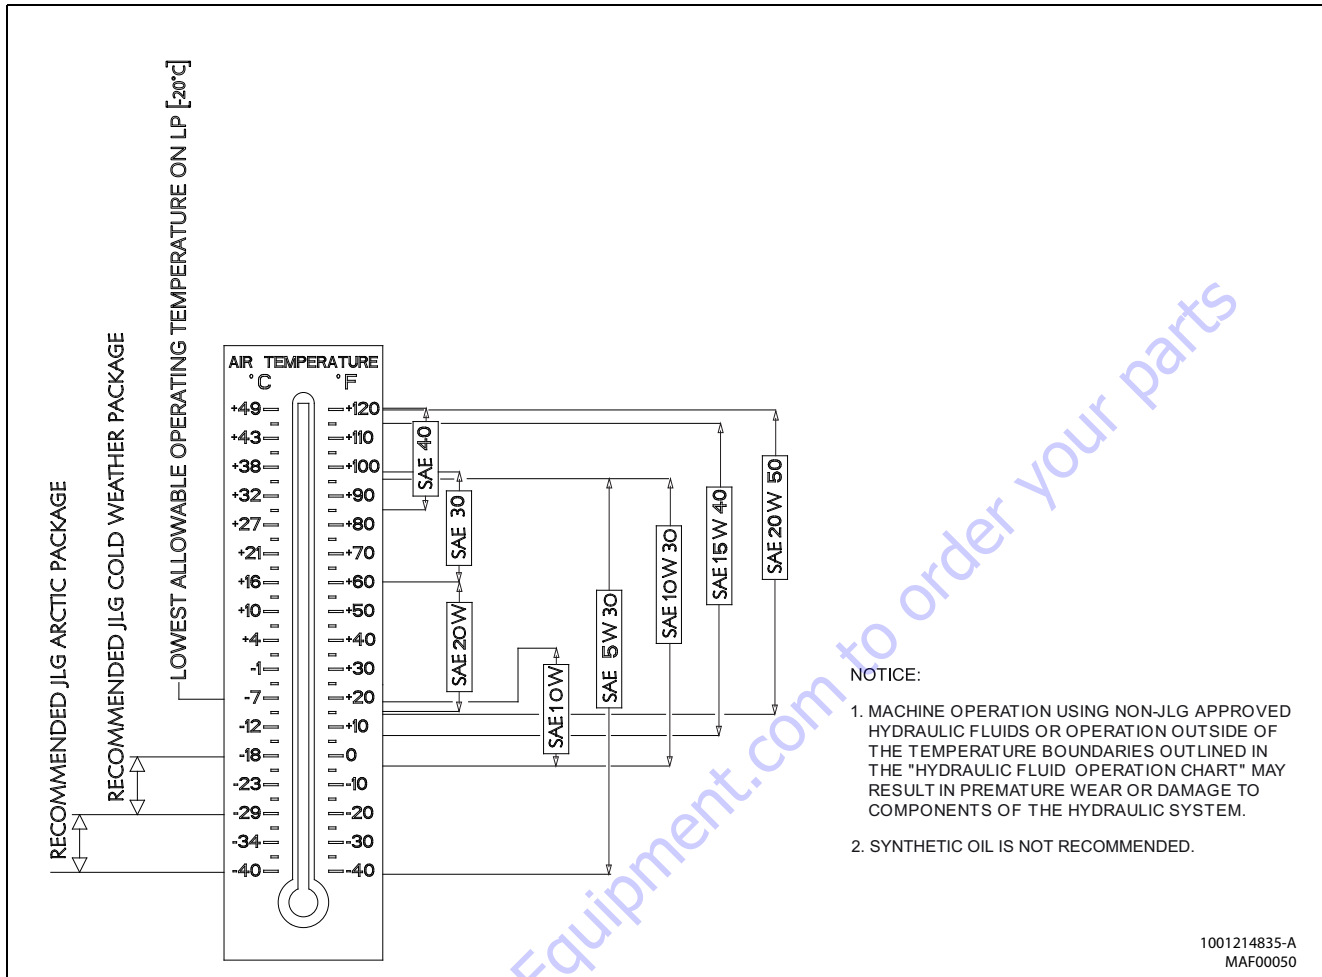 RECOMMENDED JLG ARCTIC PACKAGE
RECOMMENDED JLG COLD WEATHER PACKAGE
LOWEST ALLOWABLE OPERATING TEMPERATURE ON LP [-20°C]
AIR TEMPERATURE
°C °F
+49 +120
+43 +110
+38 +100
+32 +90
+27 +80
+21 +70
+16 +60
+10 +50
+4 +40
-1 +30
-7 +20
-12 +10
-18 0
-23 -10
-29 -20
-34 -30
-40 -40
SAE 40
SAE 30
SAE 20W
SAE 10W
SAE 5W 30
SAE 10W 30
SAE 15W 40
SAE 20W 50
NOTICE:
1. MACHINE OPERATION USING NON-JLG APPROVED
HYDRAULIC FLUIDS OR OPERATION OUTSIDE OF
THE TEMPERATURE BOUNDARIES OUTLINED IN
THE "HYDRAULIC FLUID OPERATION CHART" MAY
RESULT IN PREMATURE WEAR OR DAMAGE TO
COMPONENTS OF THE HYDRAULIC SYSTEM.
2. SYNTHETIC OIL IS NOT RECOMMENDED.
1001214835-A
MAF00050
Equipment.com to order your parts